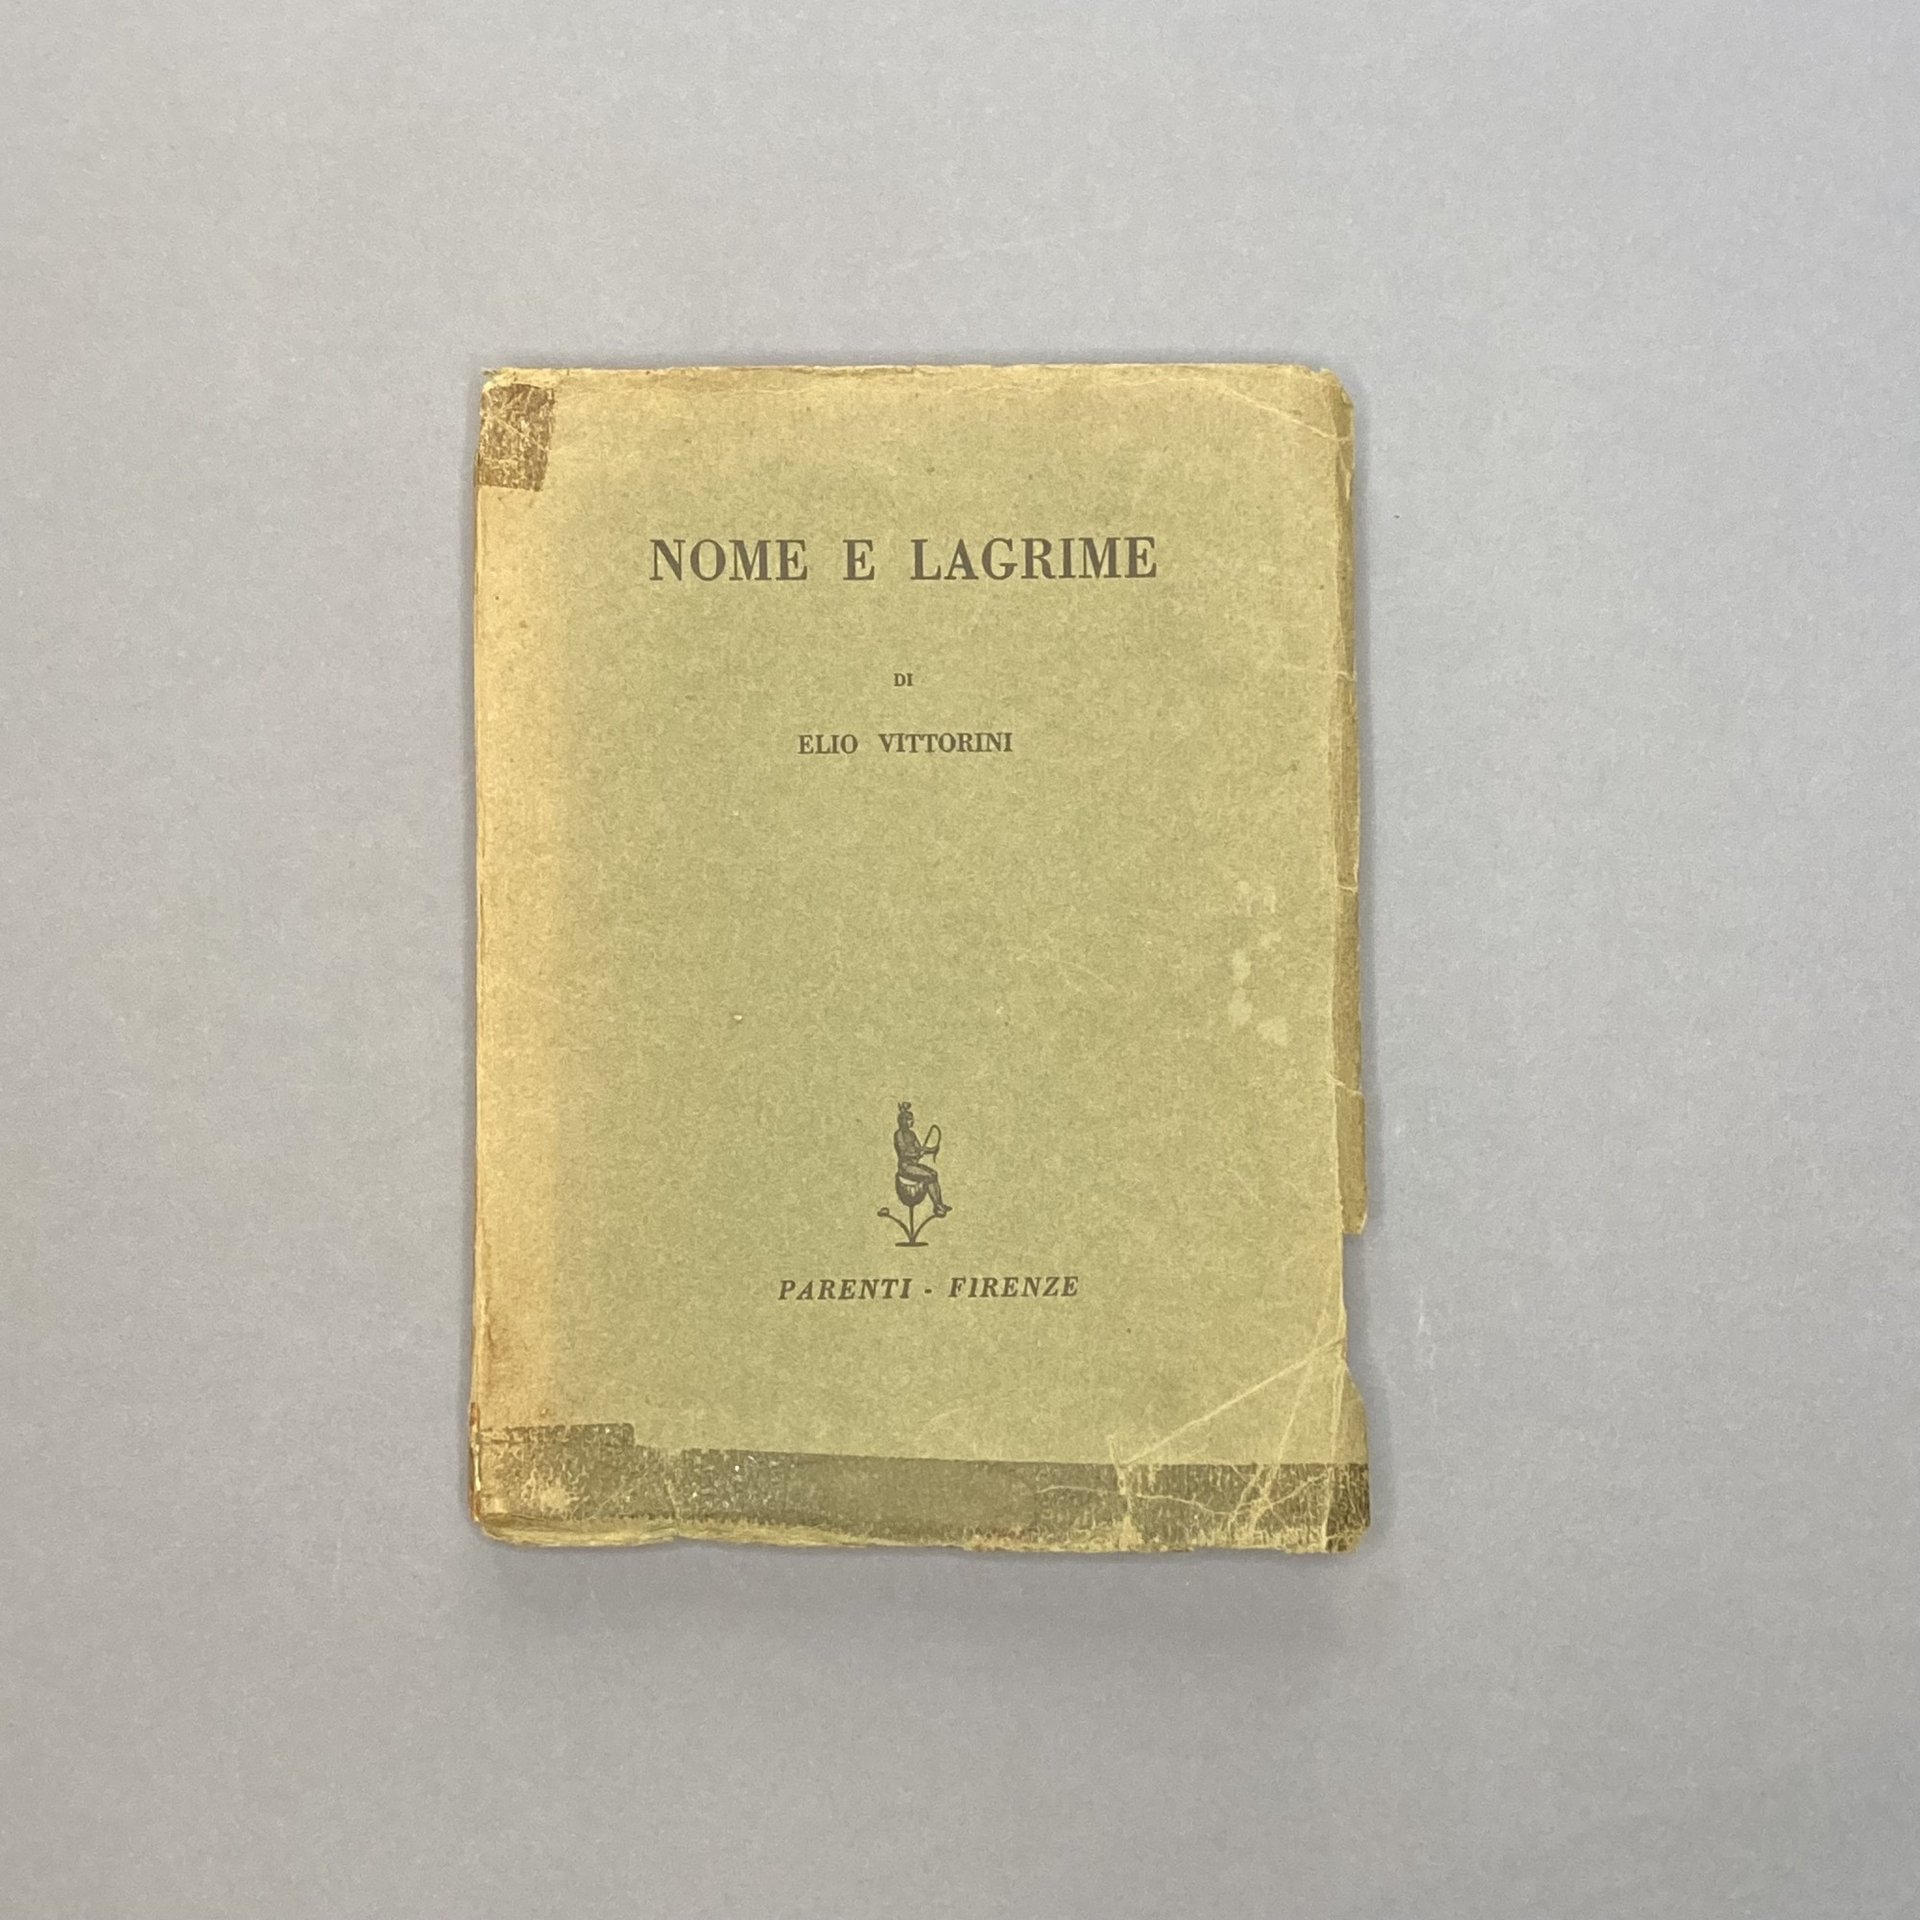 NOME E LAGRIME
DI
ELIO VITTORINI
PARENTI - FIRENZE